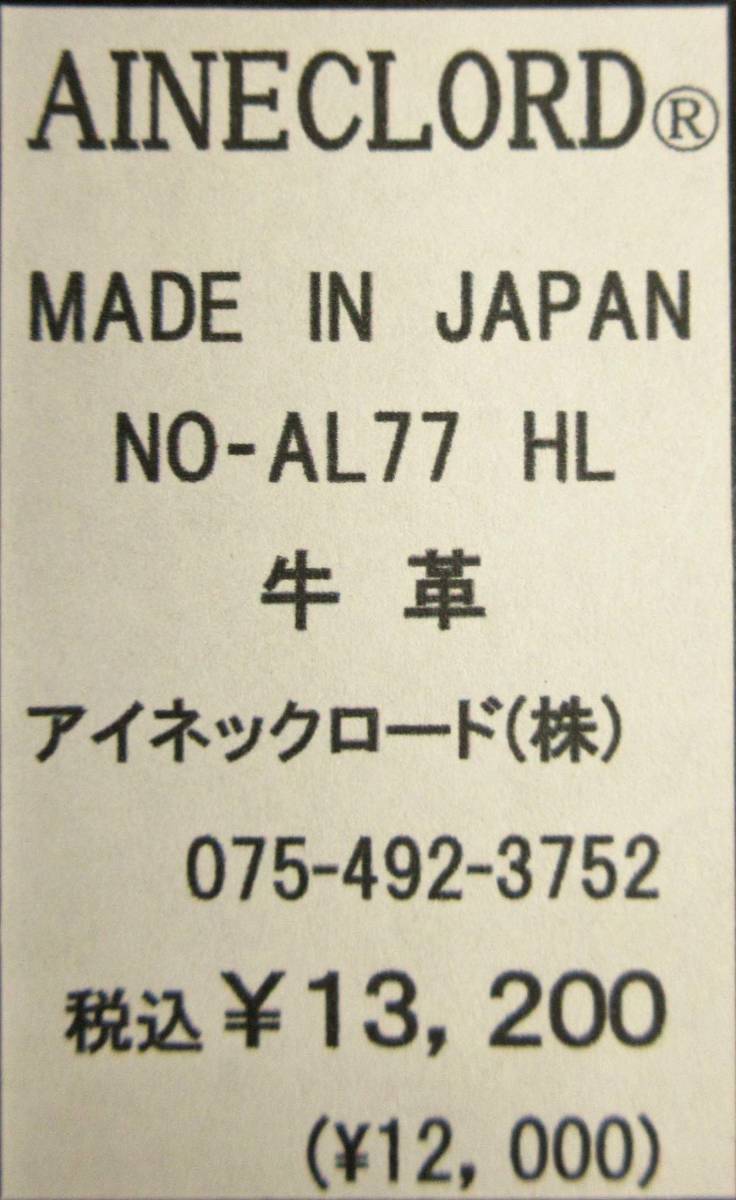 AINECLORD®
MADE IN JAPAN
NO-AL77 HL
牛革
アイネックロード(株)
075-492-3752
税込¥13,200
(¥12,000)